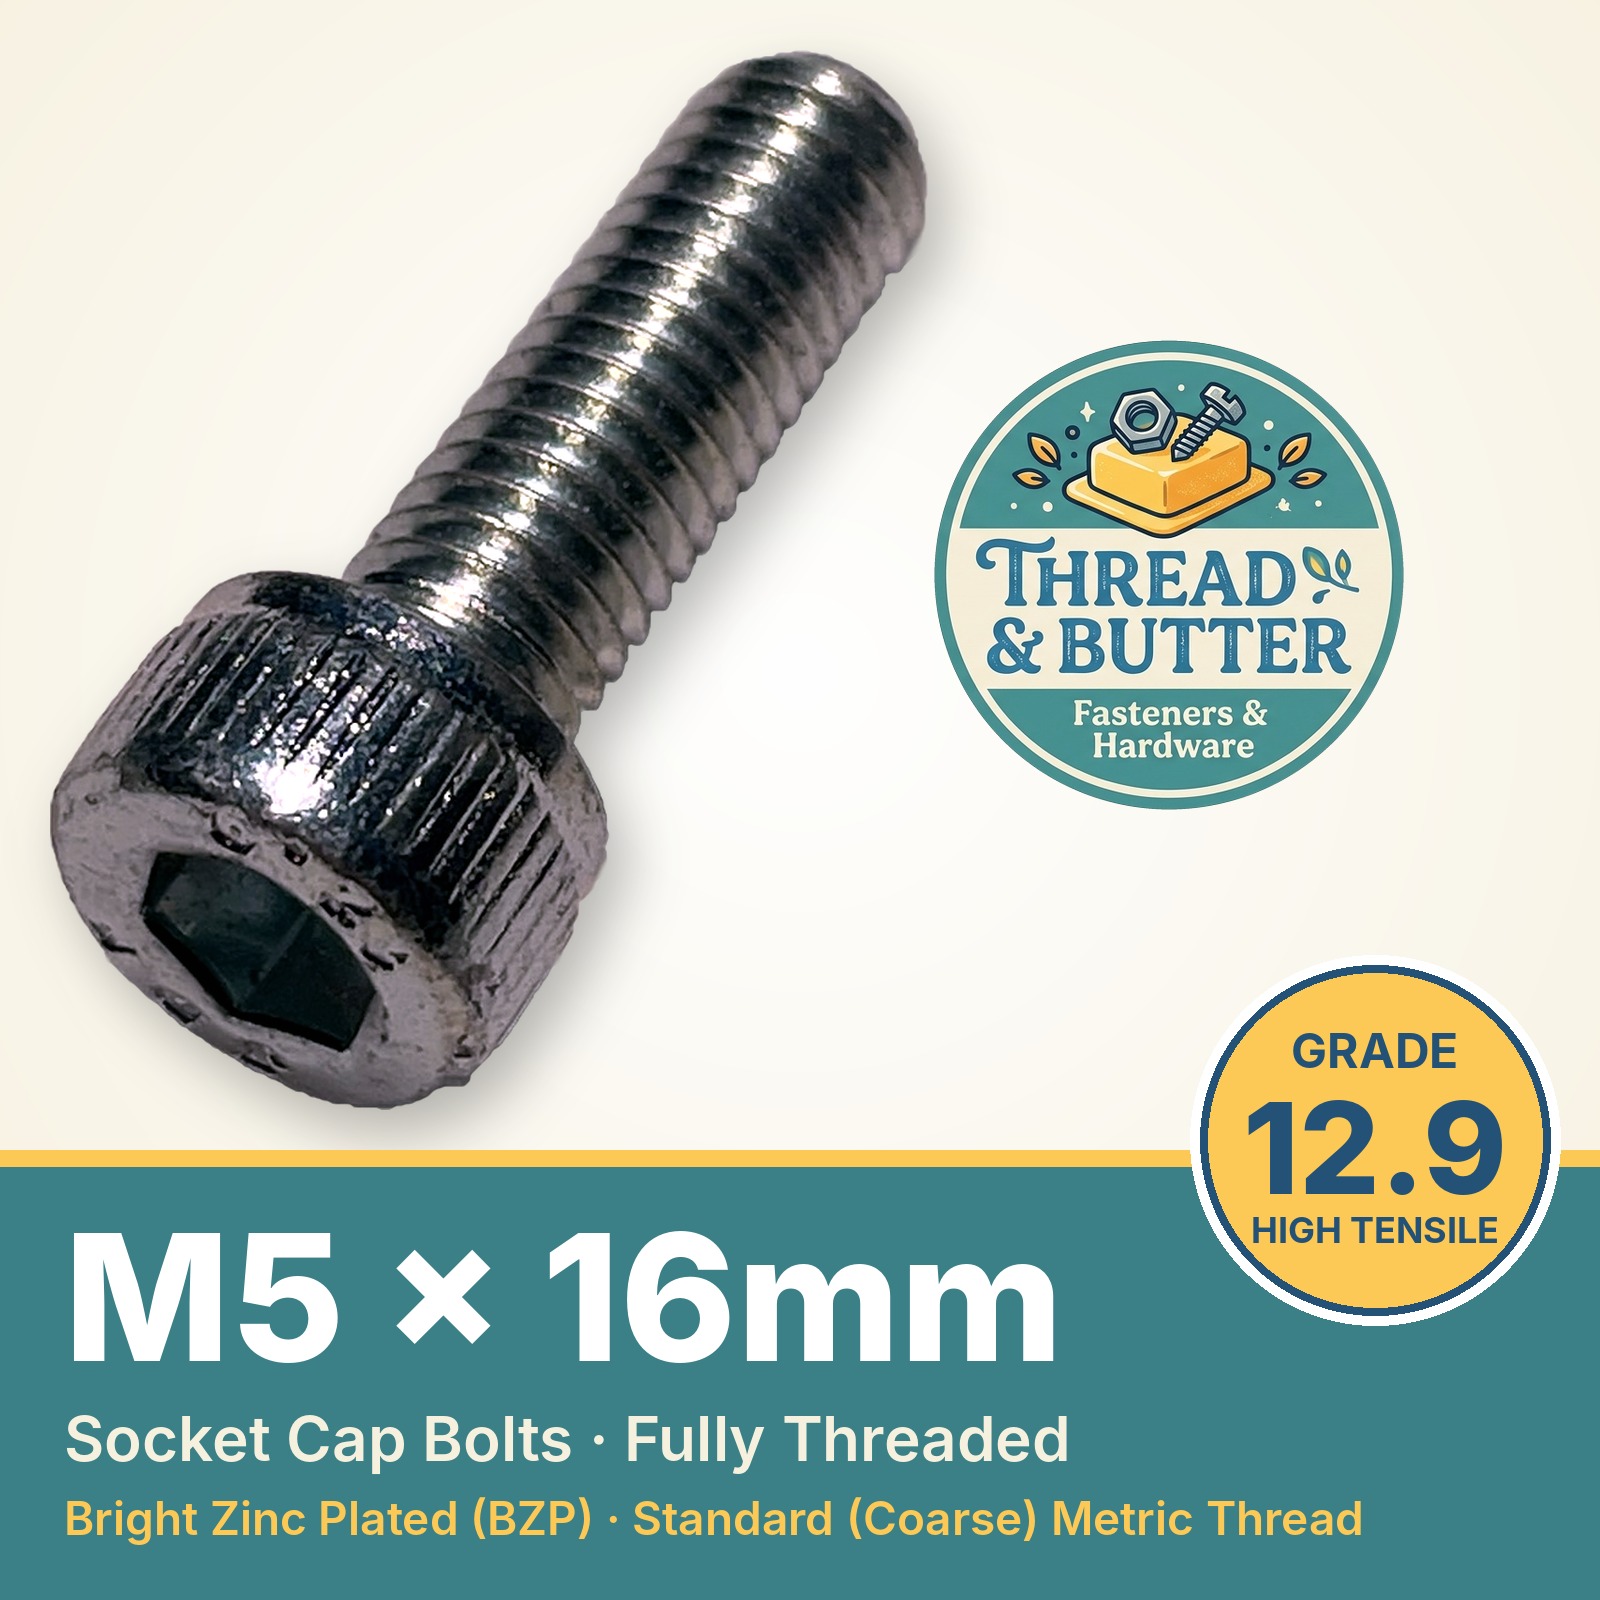 THREAD
& BUTTER
Fasteners &
Hardware
GRADE
12.9
HIGH TENSILE
M5 × 16mm
Socket Cap Bolts · Fully Threaded
Bright Zinc Plated (BZP) · Standard (Coarse) Metric Thread